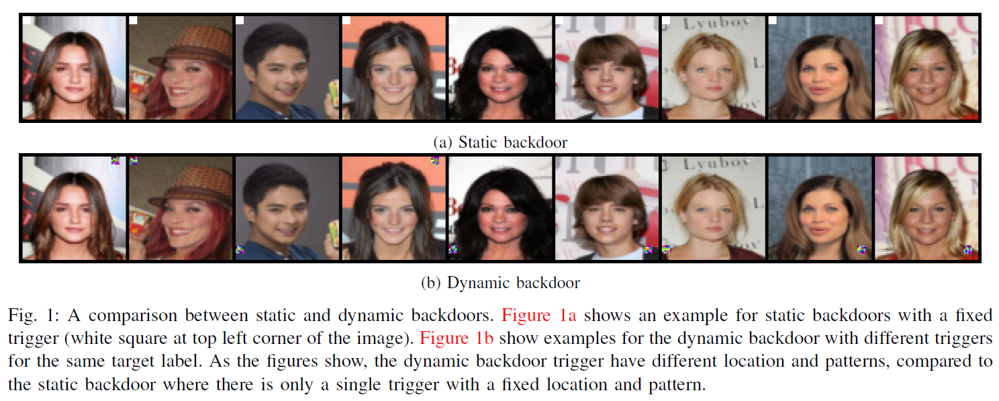 Lyubov
L.
(a) Static backdoor
Lyubov
L.
(b) Dynamic backdoor
Fig. 1: A comparison between static and dynamic backdoors. Figure 1a shows an example for static backdoors with a fixed
trigger (white square at top left corner of the image). Figure 1b show examples for the dynamic backdoor with different triggers
for the same target label. As the figures show, the dynamic backdoor trigger have different location and patterns, compared to
the static backdoor where there is only a single trigger with a fixed location and pattern.